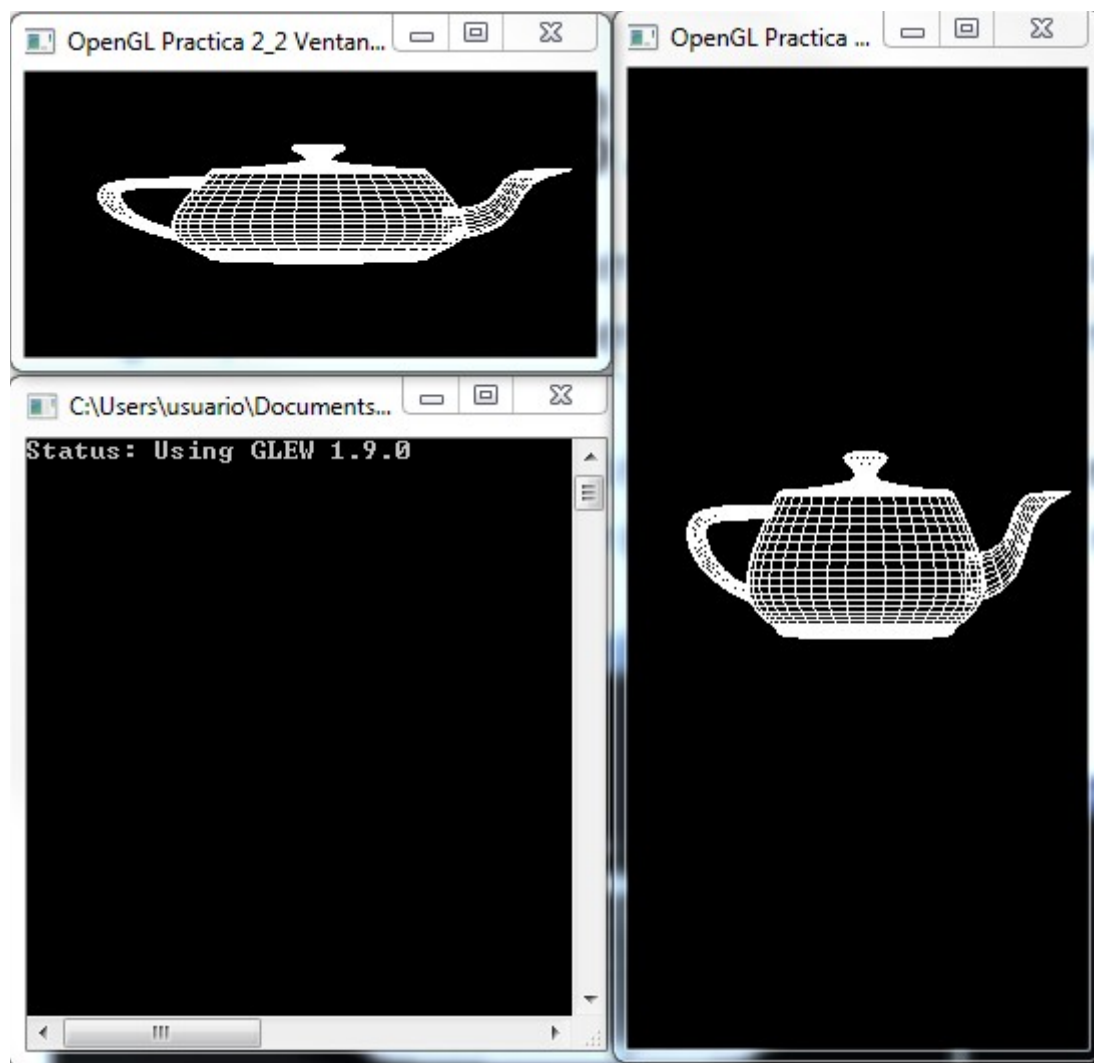 OpenGL Practica 2_2 Ventan...
OpenGL Practica ...
C:\Users\usuario\Documents...
Status: Using GLEW 1.9.0